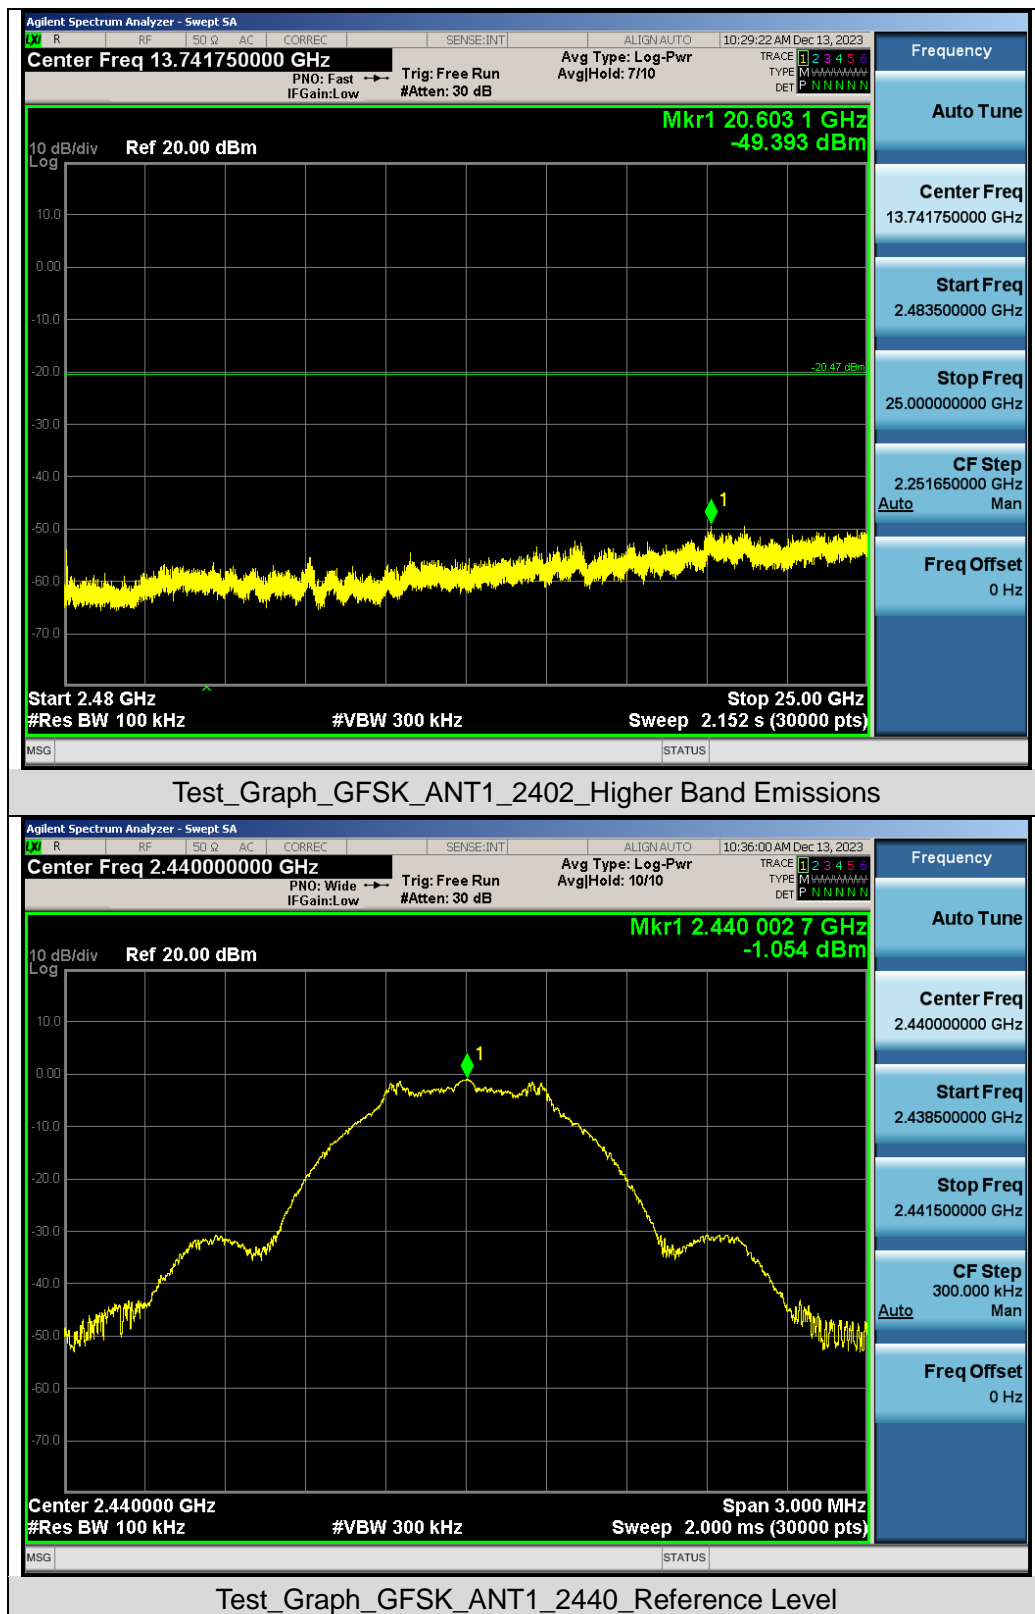 Agilent Spectrum Analyzer - Swept SA
LXI R RF 50 Ω AC CORREC SENSE:INT ALIGN AUTO 10:29:22 AM Dec 13, 2023
Center Freq 13.741750000 GHz
PNO: Fast
IFGain:Low
Trig: Free Run
#Atten: 30 dB
Avg Type: Log-Pwr
Avg|Hold: 7/10
TRACE 1 2 3 4 5 6
TYPE M
DET P N N N N N
Frequency
Mkr1 20.603 1 GHz
-49.393 dBm
10 dB/div Ref 20.00 dBm
Log
10.0
0.00
-10.0
-20.0
-30.0
-40.0
-50.0
-60.0
-70.0
-20.47 dBm
1
Start 2.48 GHz Stop 25.00 GHz
#Res BW 100 kHz #VBW 300 kHz Sweep 2.152 s (30000 pts)
MSG STATUS
Auto Tune
Center Freq
13.741750000 GHz
Start Freq
2.483500000 GHz
Stop Freq
25.000000000 GHz
CF Step
2.251650000 GHz
Auto Man
Freq Offset
0 Hz
Test_Graph_GFSK_ANT1_2402_Higher Band Emissions
Agilent Spectrum Analyzer - Swept SA
LXI R RF 50 Ω AC CORREC SENSE:INT ALIGN AUTO 10:36:00 AM Dec 13, 2023
Center Freq 2.440000000 GHz
PNO: Wide
IFGain:Low
Trig: Free Run
#Atten: 30 dB
Avg Type: Log-Pwr
Avg|Hold: 10/10
TRACE 1 2 3 4 5 6
TYPE M
DET P N N N N N
Frequency
Mkr1 2.440 002 7 GHz
-1.054 dBm
10 dB/div Ref 20.00 dBm
Log
10.0
0.00
-10.0
-20.0
-30.0
-40.0
-50.0
-60.0
-70.0
1
Center 2.440000 GHz Span 3.000 MHz
#Res BW 100 kHz #VBW 300 kHz Sweep 2.000 ms (30000 pts)
MSG STATUS
Auto Tune
Center Freq
2.440000000 GHz
Start Freq
2.438500000 GHz
Stop Freq
2.441500000 GHz
CF Step
300.000 kHz
Auto Man
Freq Offset
0 Hz
Test_Graph_GFSK_ANT1_2440_Reference Level